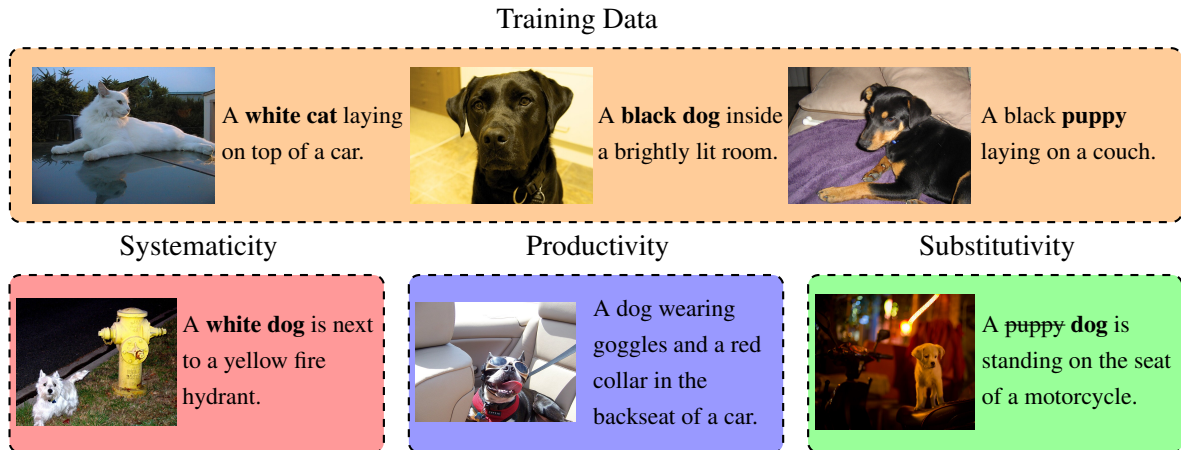 Training Data
A white cat laying
on top of a car.
A black dog inside
a brightly lit room.
A black puppy
laying on a couch.
Systematicity
Productivity
Substitutivity
A white dog is next
to a yellow fire
hydrant.
A dog wearing
goggles and a red
collar in the
backseat of a car.
A puppy dog is
standing on the seat
of a motorcycle.